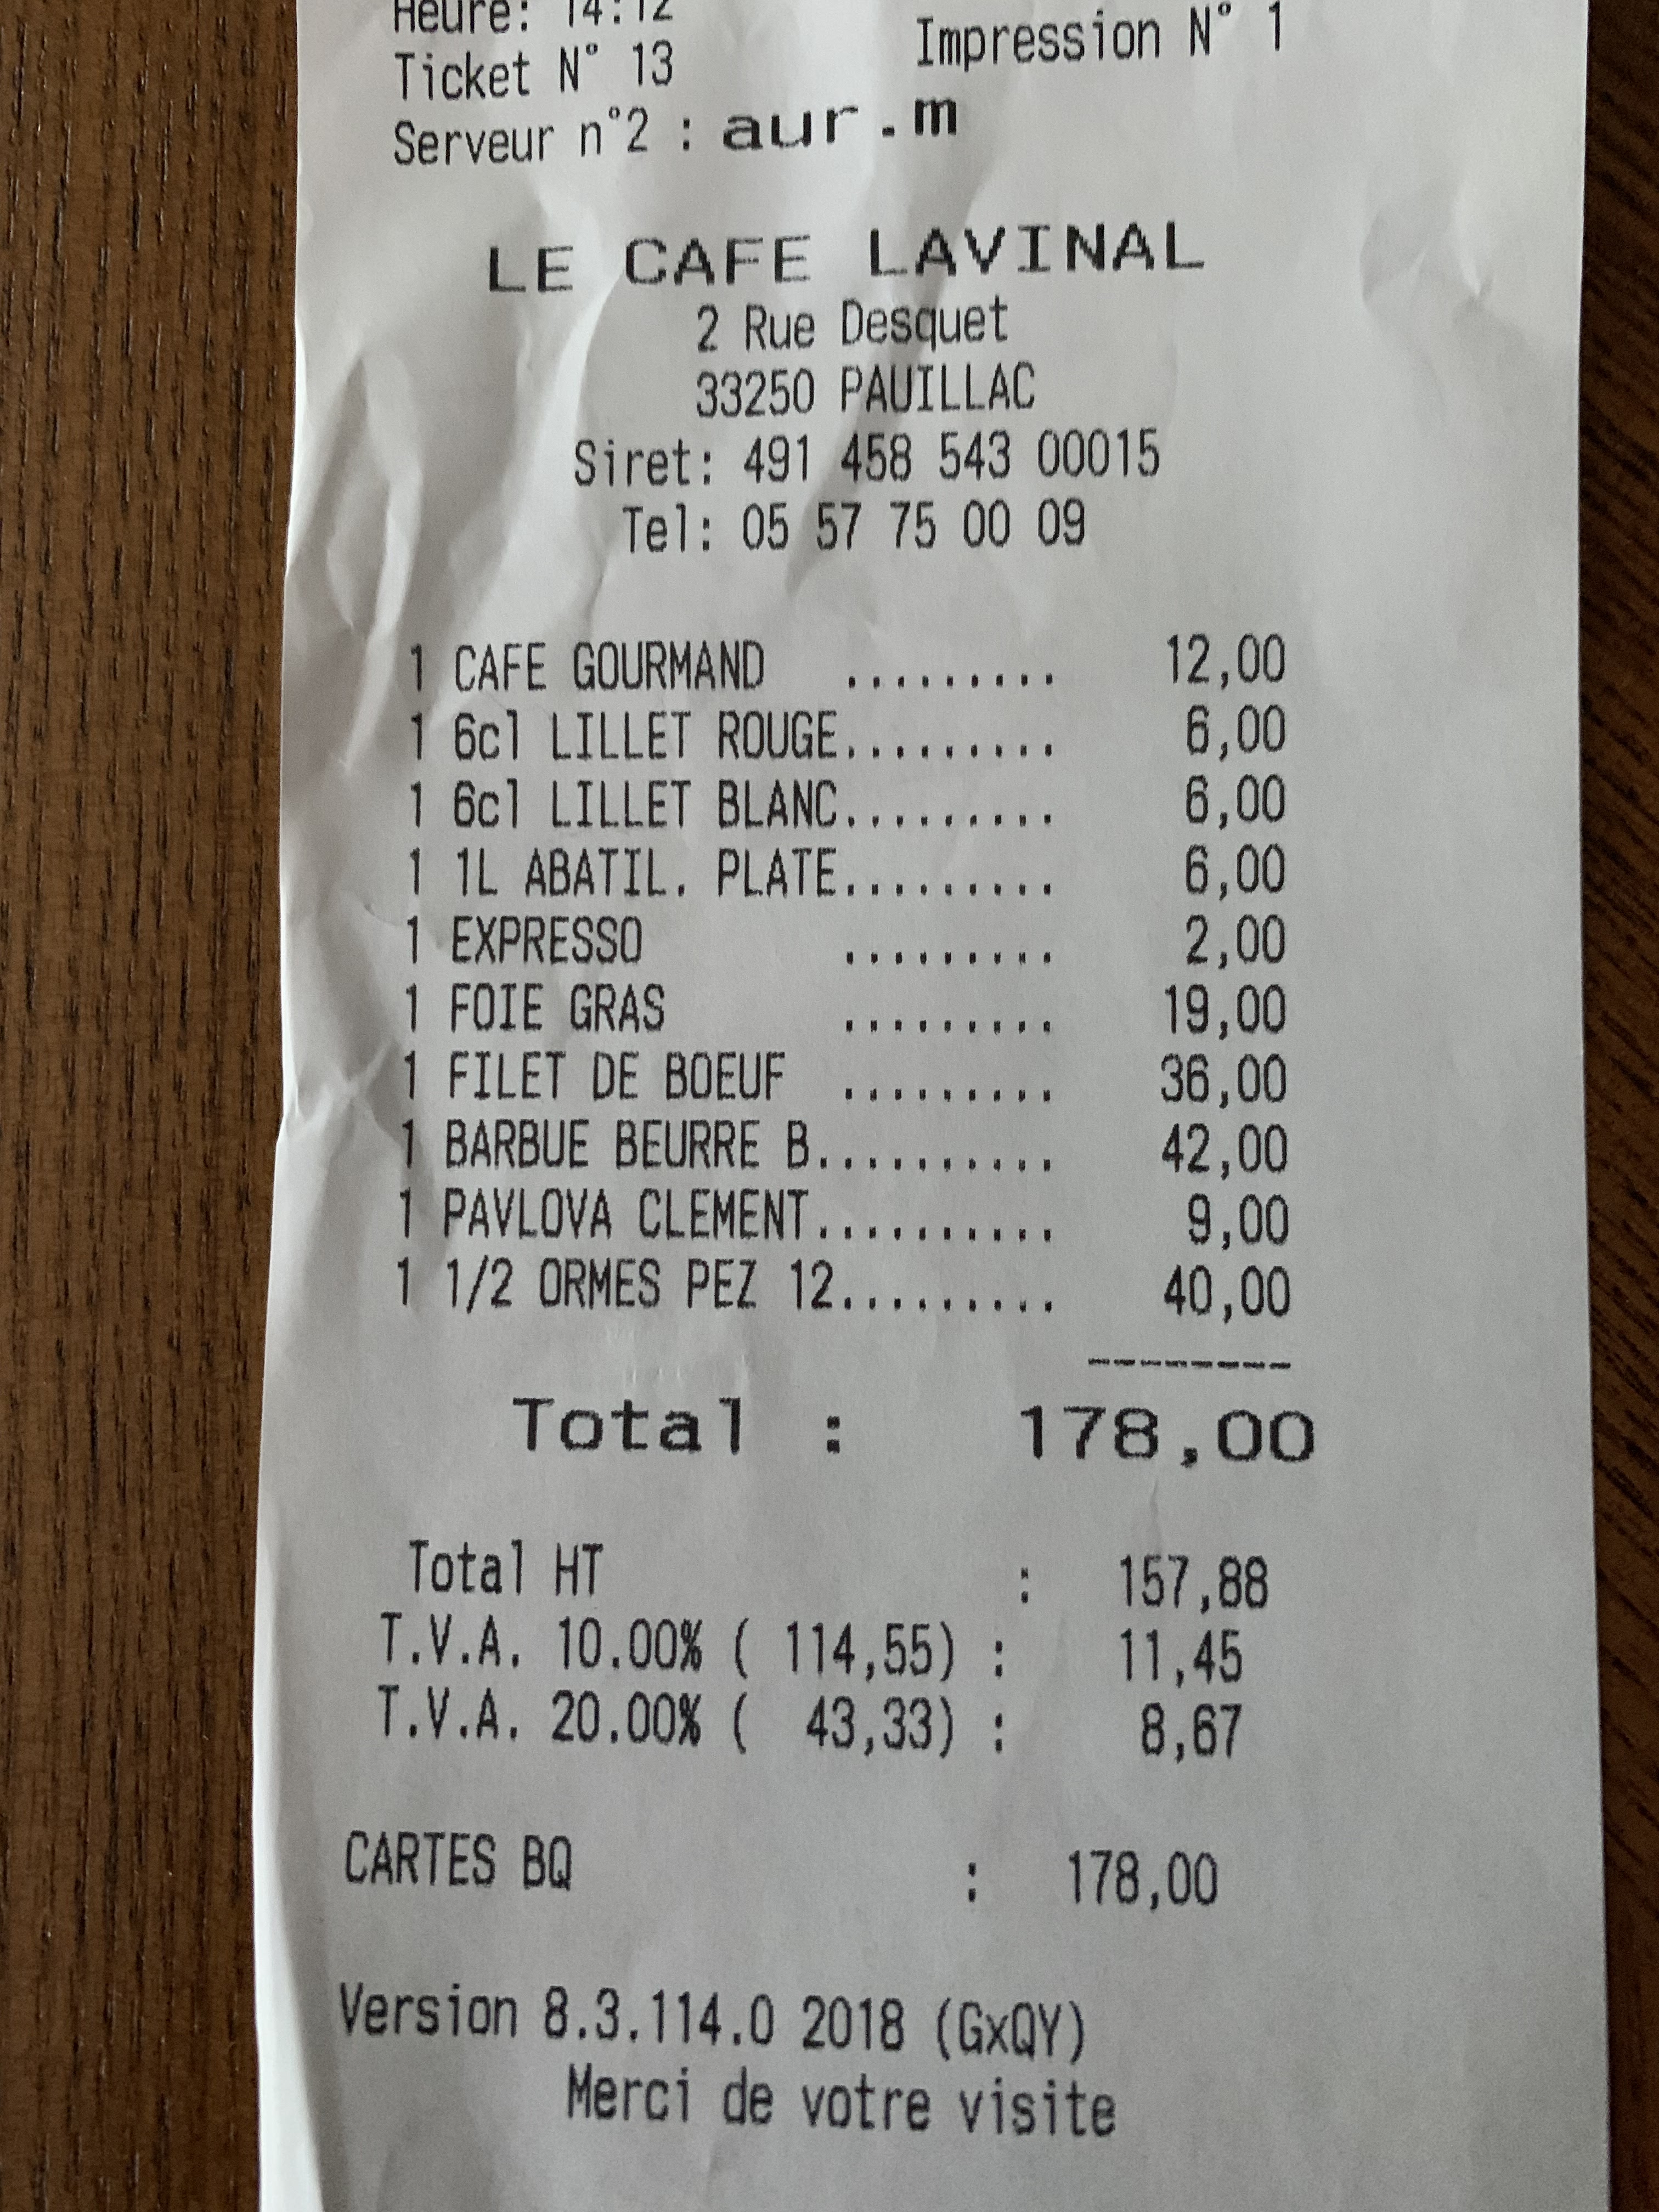 Heure: 14:12
Ticket N° 13 Impression N° 1
Serveur n°2 : aur.m
LE CAFE LAVINAL
2 Rue Desquet
33250 PAUILLAC
Siret: 491 458 543 00015
Tel: 05 57 75 00 09
1 CAFE GOURMAND ......... 12,00
1 6cl LILLET ROUGE......... 6,00
1 6cl LILLET BLANC......... 6,00
1 1L ABATIL. PLATE......... 6,00
1 EXPRESSO ......... 2,00
1 FOIE GRAS ......... 19,00
1 FILET DE BOEUF ......... 36,00
1 BARBUE BEURRE B.......... 42,00
1 PAVLOVA CLEMENT.......... 9,00
1 1/2 ORMES PEZ 12......... 40,00
--------
Total : 178,00
Total HT : 157,88
T.V.A. 10.00% ( 114,55) : 11,45
T.V.A. 20.00% ( 43,33) : 8,67
CARTES BQ : 178,00
Version 8.3.114.0 2018 (GxQY)
Merci de votre visite